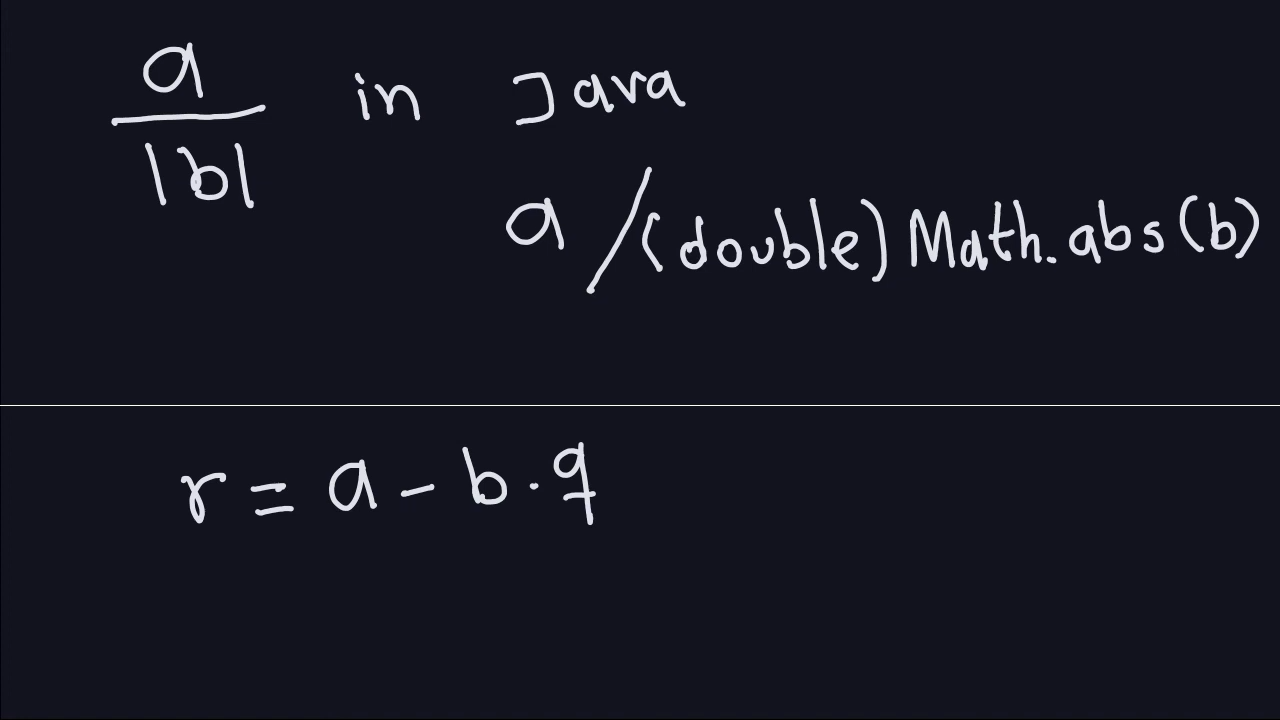 a/|b| in Java
a/(double)Math.abs(b)
r = a - b · q